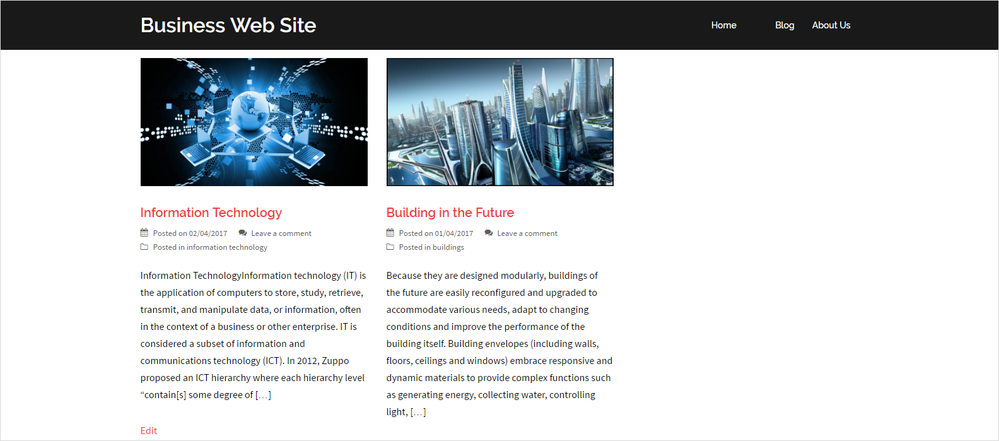 Business Web Site
Home Blog About Us
Information Technology
Posted on 02/04/2017 Leave a comment
Posted in information technology
Information TechnologyInformation technology (IT) is
the application of computers to store, study, retrieve,
transmit, and manipulate data, or information, often
in the context of a business or other enterprise. IT is
considered a subset of information and
communications technology (ICT). In 2012, Zuppo
proposed an ICT hierarchy where each hierarchy level
“contain[s] some degree of […]
Edit
Building in the Future
Posted on 01/04/2017 Leave a comment
Posted in buildings
Because they are designed modularly, buildings of
the future are easily reconfigured and upgraded to
accommodate various needs, adapt to changing
conditions and improve the performance of the
building itself. Building envelopes (including walls,
floors, ceilings and windows) embrace responsive and
dynamic materials to provide complex functions such
as generating energy, collecting water, controlling
light, […]